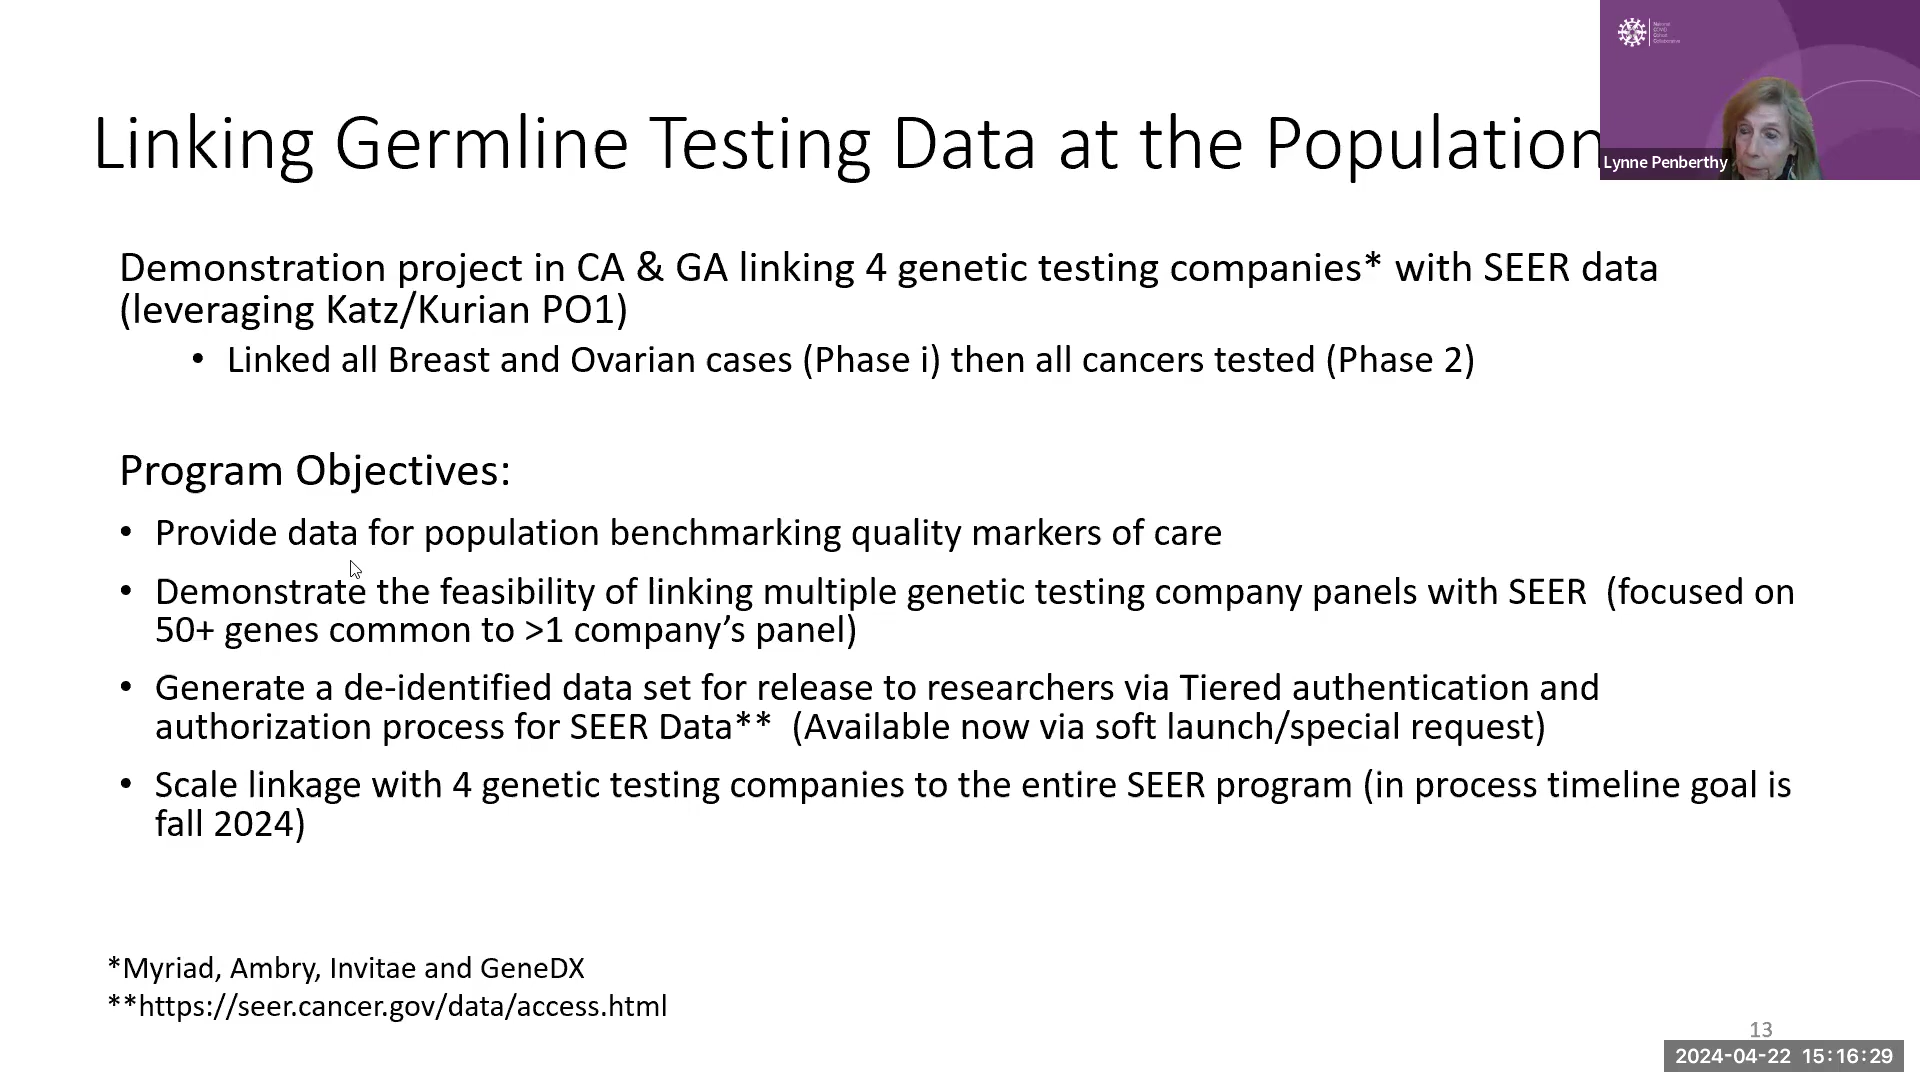 National
COVID
Cohort
Collaborative
Linking Germline Testing Data at the Population
Lynne Penberthy
Demonstration project in CA & GA linking 4 genetic testing companies* with SEER data
(leveraging Katz/Kurian PO1)
• Linked all Breast and Ovarian cases (Phase i) then all cancers tested (Phase 2)
Program Objectives:
• Provide data for population benchmarking quality markers of care
• Demonstrate the feasibility of linking multiple genetic testing company panels with SEER  (focused on
50+ genes common to >1 company’s panel)
• Generate a de-identified data set for release to researchers via Tiered authentication and
authorization process for SEER Data**  (Available now via soft launch/special request)
• Scale linkage with 4 genetic testing companies to the entire SEER program (in process timeline goal is
fall 2024)
*Myriad, Ambry, Invitae and GeneDX
**https://seer.cancer.gov/data/access.html
13
2024-04-22 15:16:29